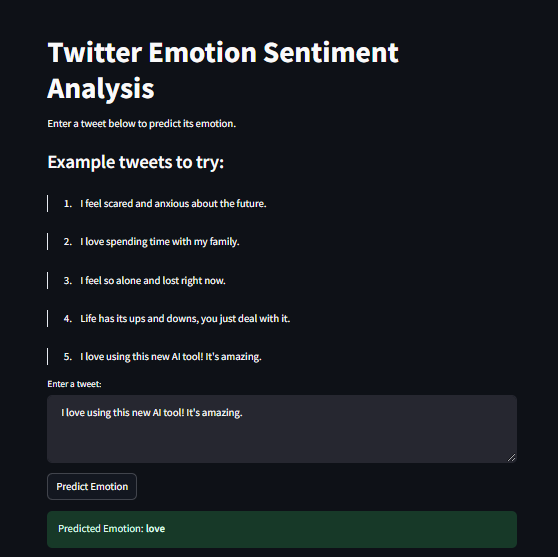 Twitter Emotion Sentiment
Analysis
Enter a tweet below to predict its emotion.
Example tweets to try:
1. I feel scared and anxious about the future.
2. I love spending time with my family.
3. I feel so alone and lost right now.
4. Life has its ups and downs, you just deal with it.
5. I love using this new AI tool! It's amazing.
Enter a tweet:
I love using this new AI tool! It's amazing.
Predict Emotion
Predicted Emotion: love